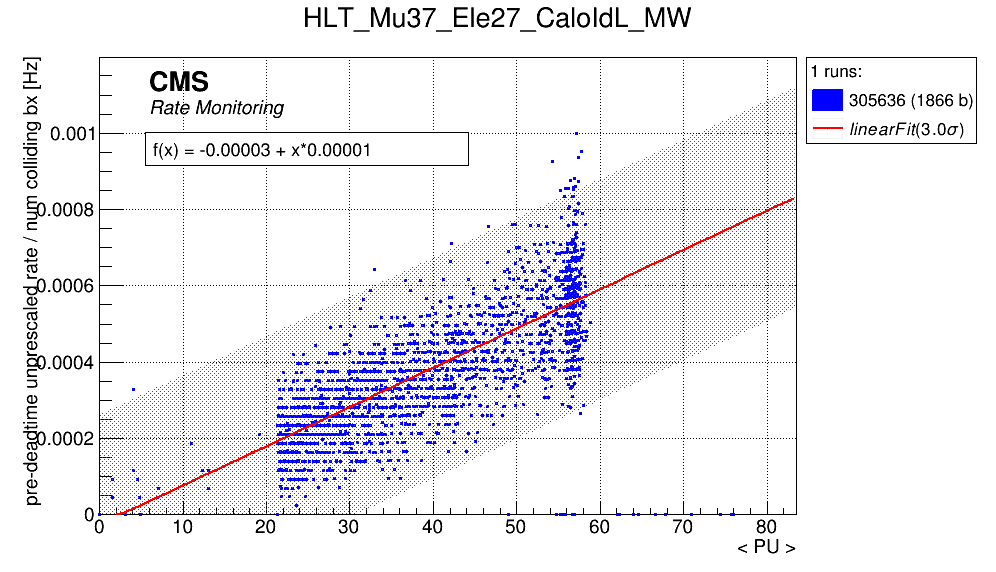 HLT_Mu37_Ele27_CaloIdL_MW
pre-deadtime unprescaled rate / num colliding bx [Hz]
CMS
Rate Monitoring
f(x) = -0.00003 + x*0.00001
1 runs:
305636 (1866 b)
linearFit(3.0σ)
0.001
0.0008
0.0006
0.0004
0.0002
0
0 10 20 30 40 50 60 70 80
< PU >